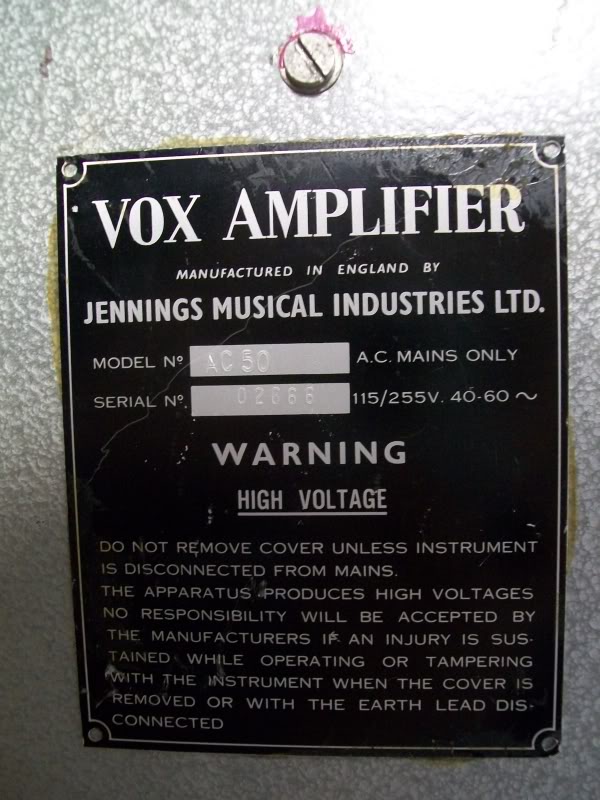 VOX AMPLIFIER
MANUFACTURED IN ENGLAND BY
JENNINGS MUSICAL INDUSTRIES LTD.
MODEL Nº AC50 A.C. MAINS ONLY
SERIAL Nº. 02666 115/255V. 40-60 ~
WARNING
HIGH VOLTAGE
DO NOT REMOVE COVER UNLESS INSTRUMENT
IS DISCONNECTED FROM MAINS.
THE APPARATUS PRODUCES HIGH VOLTAGES
NO RESPONSIBILITY WILL BE ACCEPTED BY
THE MANUFACTURERS IF AN INJURY IS SUS-
TAINED WHILE OPERATING OR TAMPERING
WITH THE INSTRUMENT WHEN THE COVER IS
REMOVED OR WITH THE EARTH LEAD DIS-
CONNECTED